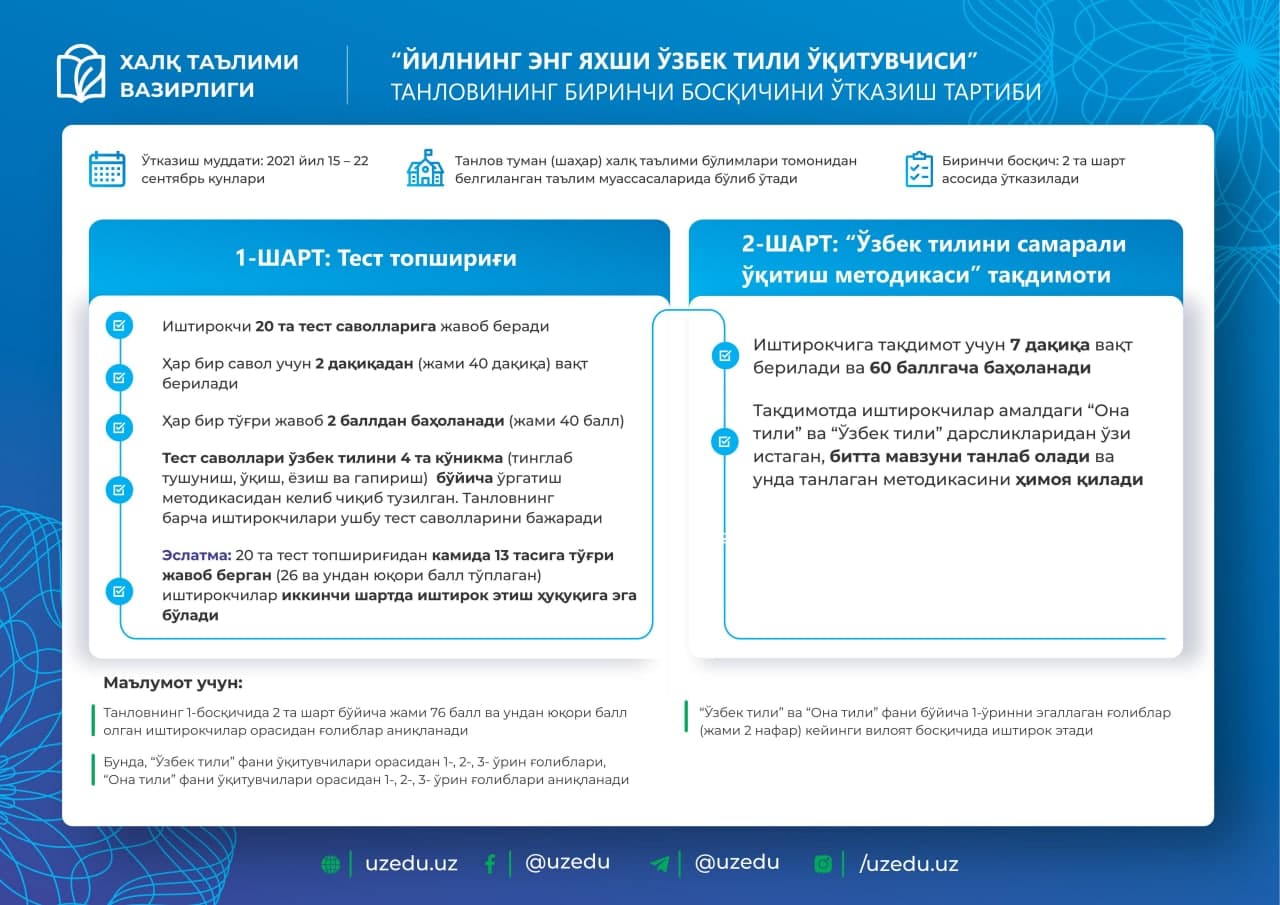 ХАЛҚ ТАЪЛИМИ
ВАЗИРЛИГИ
“ЙИЛНИНГ ЭНГ ЯХШИ ЎЗБЕК ТИЛИ ЎҚИТУВЧИСИ”
ТАНЛОВИНИНГ БИРИНЧИ БОСҚИЧИНИ ЎТКАЗИШ ТАРТИБИ
Ўтказиш муддати: 2021 йил 15 – 22
сентябрь кунлари
Танлов туман (шаҳар) халқ таълими бўлимлари томонидан
белгиланган таълим муассасаларида бўлиб ўтади
Биринчи босқич: 2 та шарт
асосида ўтказилади
1-ШАРТ: Тест топшириғи
Иштирокчи 20 та тест саволларига жавоб беради
Ҳар бир савол учун 2 дақиқадан (жами 40 дақиқа) вақт
берилади
Ҳар бир тўғри жавоб 2 баллдан баҳоланади (жами 40 балл)
Тест саволлари ўзбек тилини 4 та кўникма (тинглаб
тушуниш, ўқиш, ёзиш ва гапириш) бўйича ўргатиш
методикасидан келиб чиқиб тузилган. Танловнинг
барча иштирокчилари ушбу тест саволларини бажаради
Эслатма: 20 та тест топшириғидан камида 13 тасига тўғри
жавоб берган (26 ва ундан юқори балл тўплаган)
иштирокчилар иккинчи шартда иштирок этиш ҳуқуқига эга
бўлади
2-ШАРТ: “Ўзбек тилини самарали
ўқитиш методикаси” тақдимоти
Иштирокчига тақдимот учун 7 дақиқа вақт
берилади ва 60 баллгача баҳоланади
Тақдимотда иштирокчилар амалдаги “Она
тили” ва “Ўзбек тили” дарсликларидан ўзи
истаган, битта мавзуни танлаб олади ва
унда танлаган методикасини ҳимоя қилади
Маълумот учун:
Танловнинг 1-босқичида 2 та шарт бўйича жами 76 балл ва ундан юқори балл
олган иштирокчилар орасидан ғолиблар аниқланади
Бунда, “Ўзбек тили” фани ўқитувчилари орасидан 1-, 2-, 3- ўрин ғолиблари,
“Она тили” фани ўқитувчилари орасидан 1-, 2-, 3- ўрин ғолиблари аниқланади
“Ўзбек тили” ва “Она тили” фани бўйича 1-ўринни эгаллаган ғолиблар
(жами 2 нафар) кейинги вилоят босқичида иштирок этади
uzedu.uz
@uzedu
@uzedu
/uzedu.uz